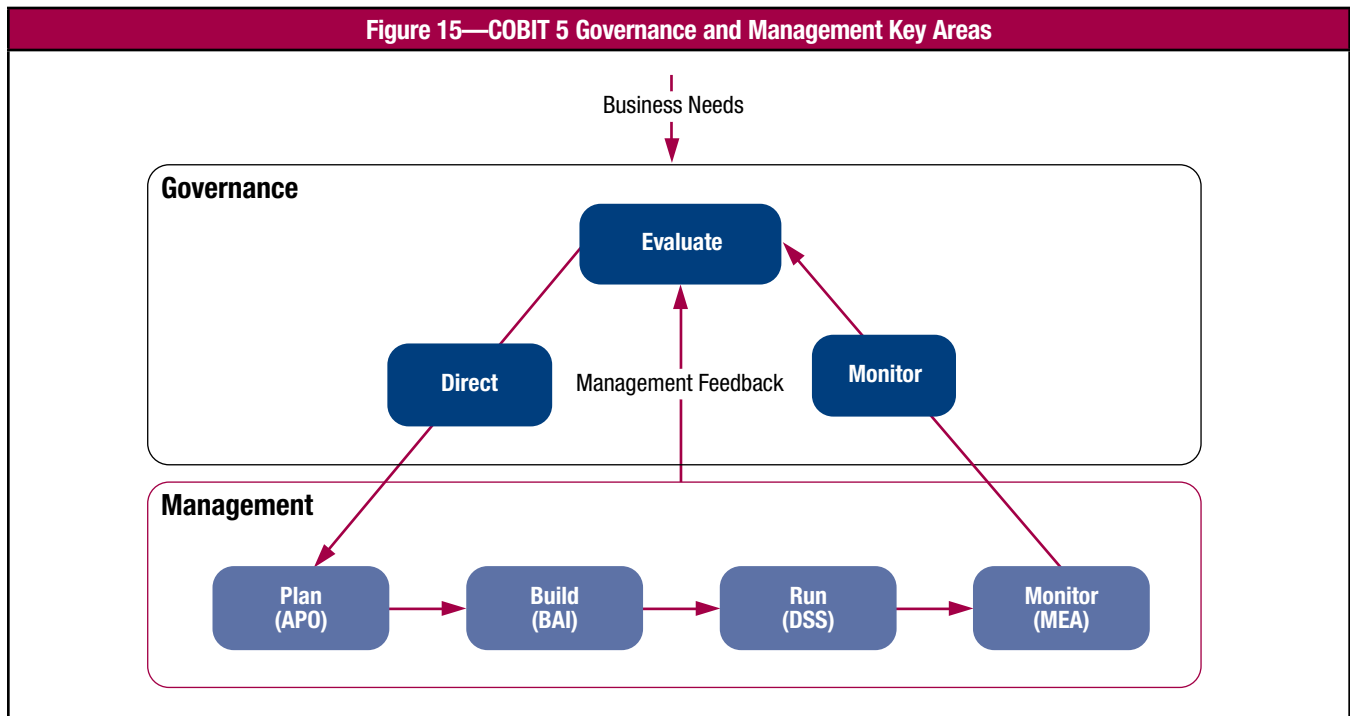 Figure 15—COBIT 5 Governance and Management Key Areas
Business Needs
Governance
Evaluate
Direct
Management Feedback
Monitor
Management
Plan
(APO)
Build
(BAI)
Run
(DSS)
Monitor
(MEA)